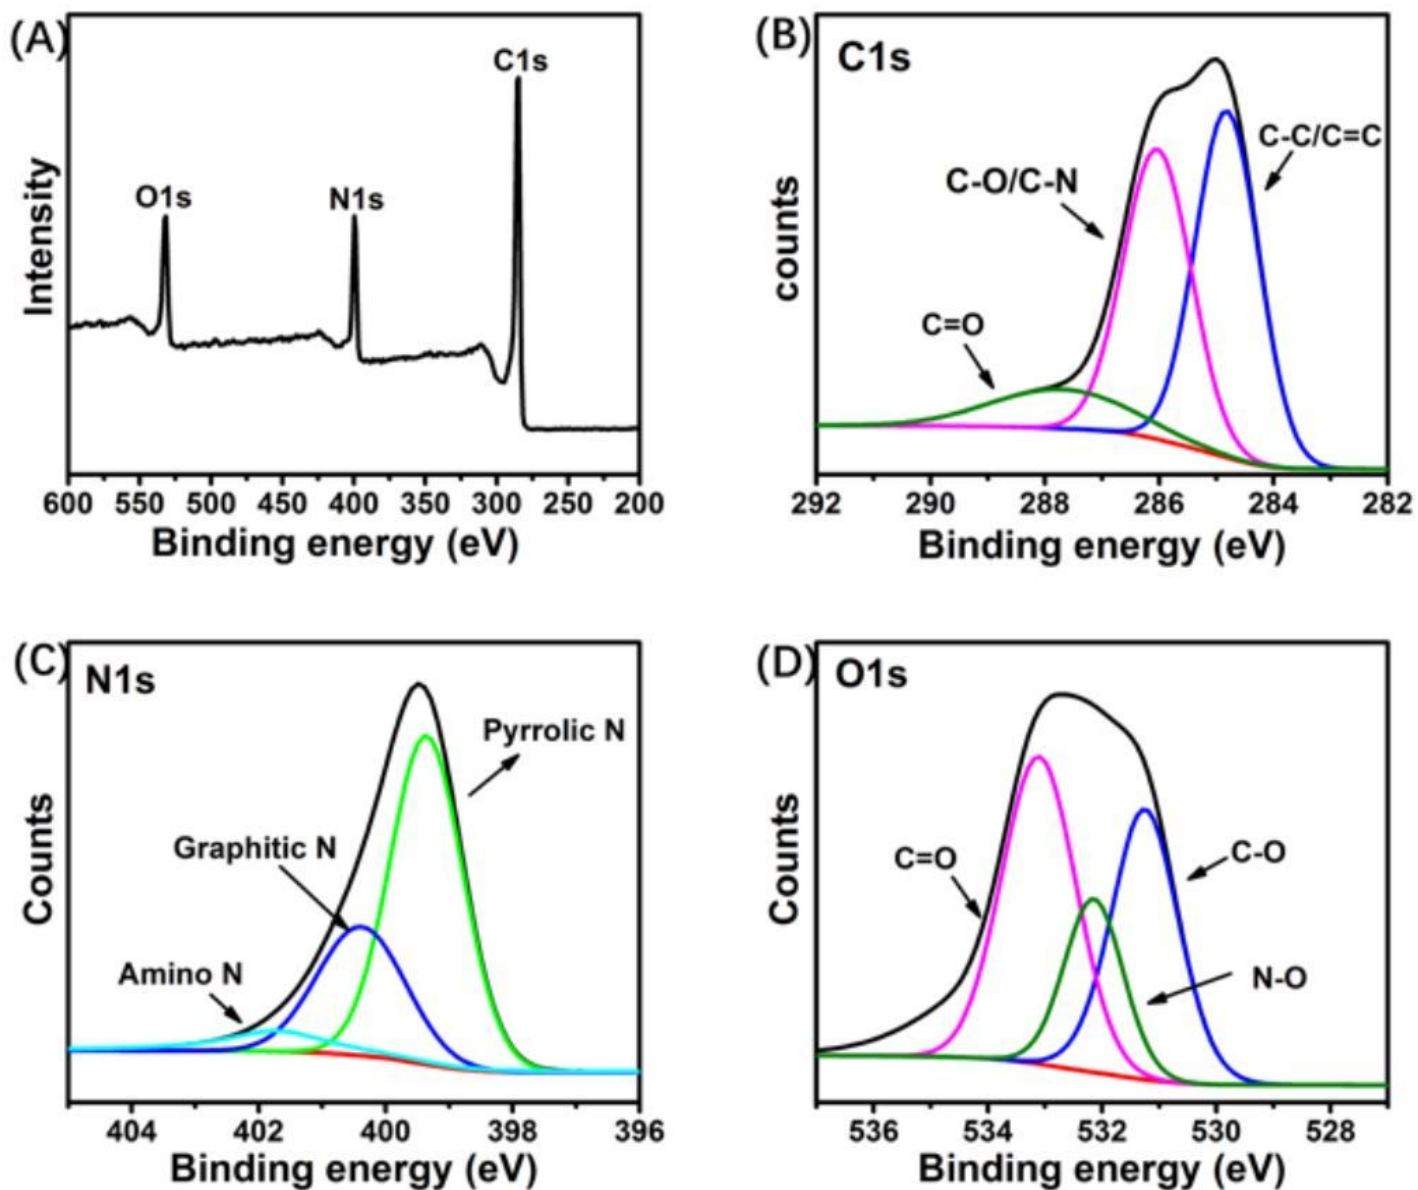 (A)
C1s
O1s
N1s
Intensity
600 550 500 450 400 350 300 250 200
Binding energy (eV)
(B)
C1s
C-C/C=C
C-O/C-N
C=O
counts
292 290 288 286 284 282
Binding energy (eV)
(C)
N1s
Pyrrolic N
Graphitic N
Amino N
Counts
404 402 400 398 396
Binding energy (eV)
(D)
O1s
C=O
C-O
N-O
Counts
536 534 532 530 528
Binding energy (eV)